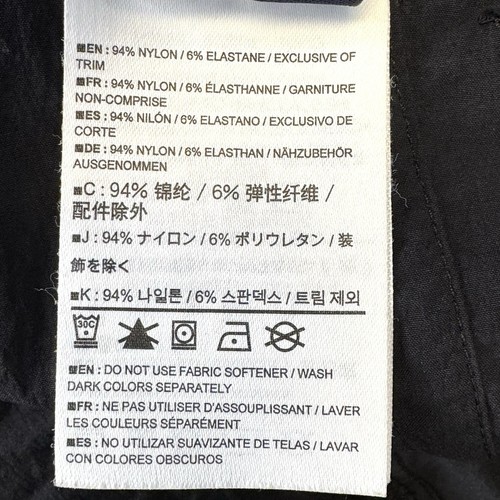 EN : 94% NYLON / 6% ELASTANE / EXCLUSIVE OF
TRIM
FR : 94% NYLON / 6% ÉLASTHANNE / GARNITURE
NON-COMPRISE
ES : 94% NILÓN / 6% ELASTANO / EXCLUSIVO DE
CORTE
DE : 94% NYLON / 6% ELASTHAN / NÄHZUBEHÖR
AUSGENOMMEN
C : 94% 锦纶 / 6% 弹性纤维 /
配件除外
J : 94% ナイロン / 6% ポリウレタン / 装
飾を除く
K : 94% 나일론 / 6% 스판덱스 / 트림 제외
30C
EN : DO NOT USE FABRIC SOFTENER / WASH
DARK COLORS SEPARATELY
FR : NE PAS UTILISER D'ASSOUPLISSANT / LAVER
LES COULEURS SÉPARÉMENT
ES : NO UTILIZAR SUAVIZANTE DE TELAS / LAVAR
CON COLORES OBSCUROS